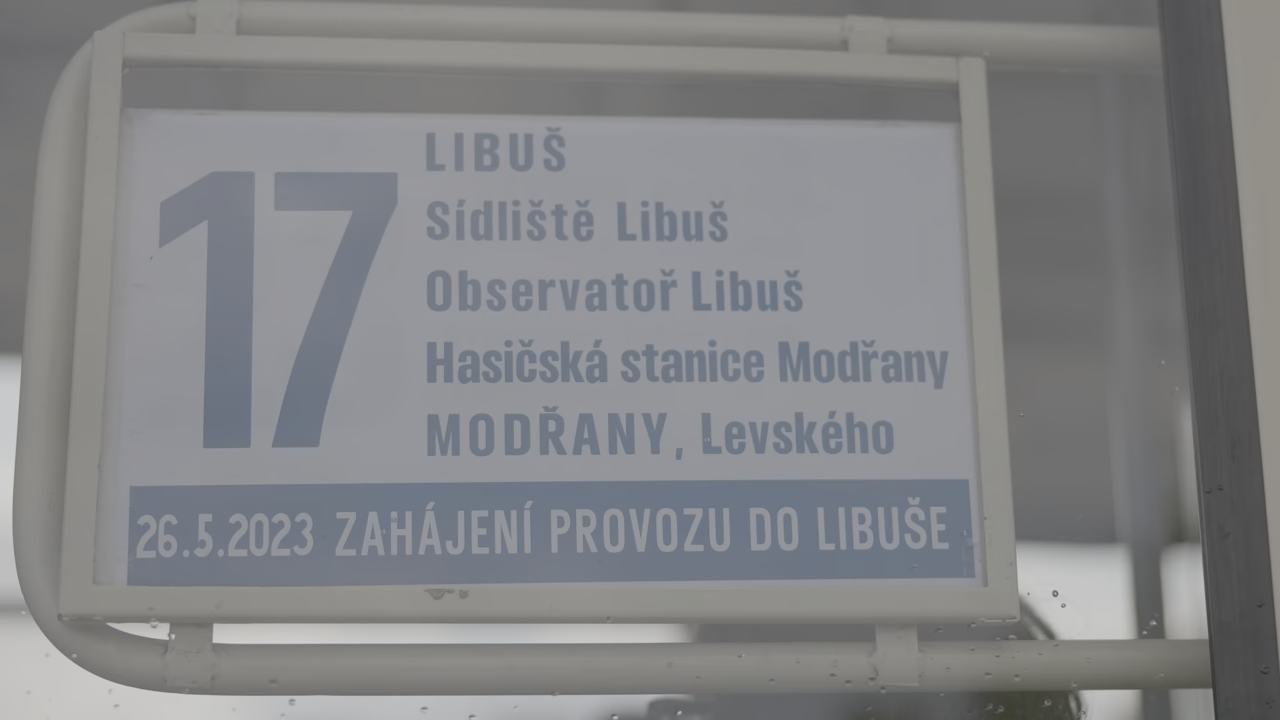 17
LIBUŠ
Sídliště Libuš
Observatoř Libuš
Hasičská stanice Modřany
MODŘANY, Levského
26.5.2023 ZAHÁJENÍ PROVOZU DO LIBUŠE